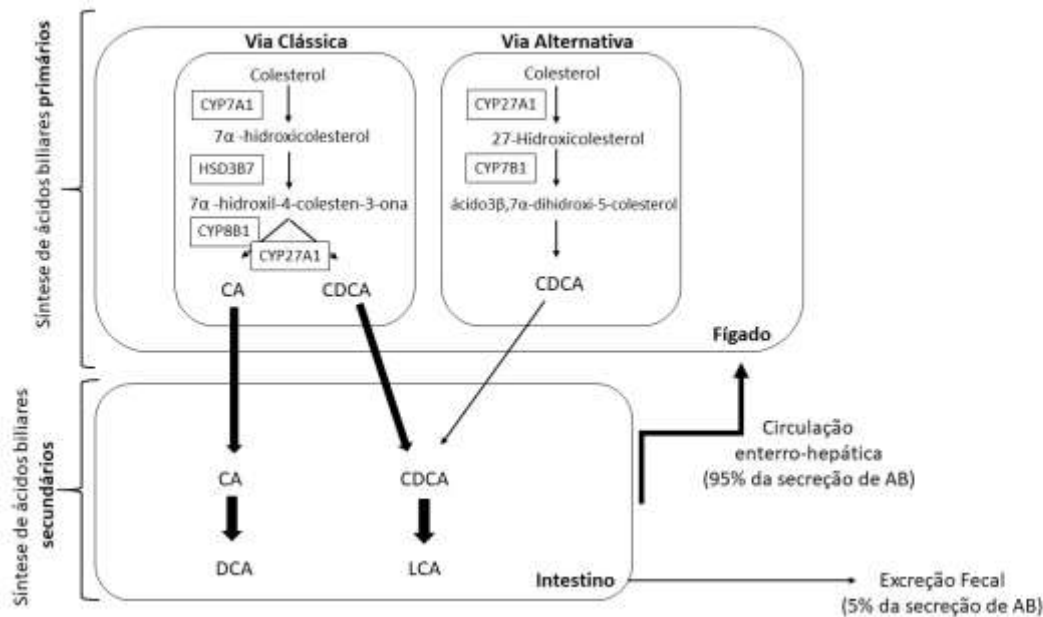 Síntese de ácidos biliares primários
Via Clássica
Colesterol
CYP7A1
7α -hidroxicolesterol
HSD3B7
7α -hidroxil-4-colesten-3-ona
CYP8B1
CYP27A1
CA
CDCA
Via Alternativa
Colesterol
CYP27A1
27-Hidroxicolesterol
CYP7B1
ácido3β,7α-dihidroxi-5-colesterol
CDCA
Fígado
Síntese de ácidos biliares
secundários
CA
CDCA
DCA
LCA
Intestino
Circulação
enterro-hepática
(95% da secreção de AB)
Excreção Fecal
(5% da secreção de AB)